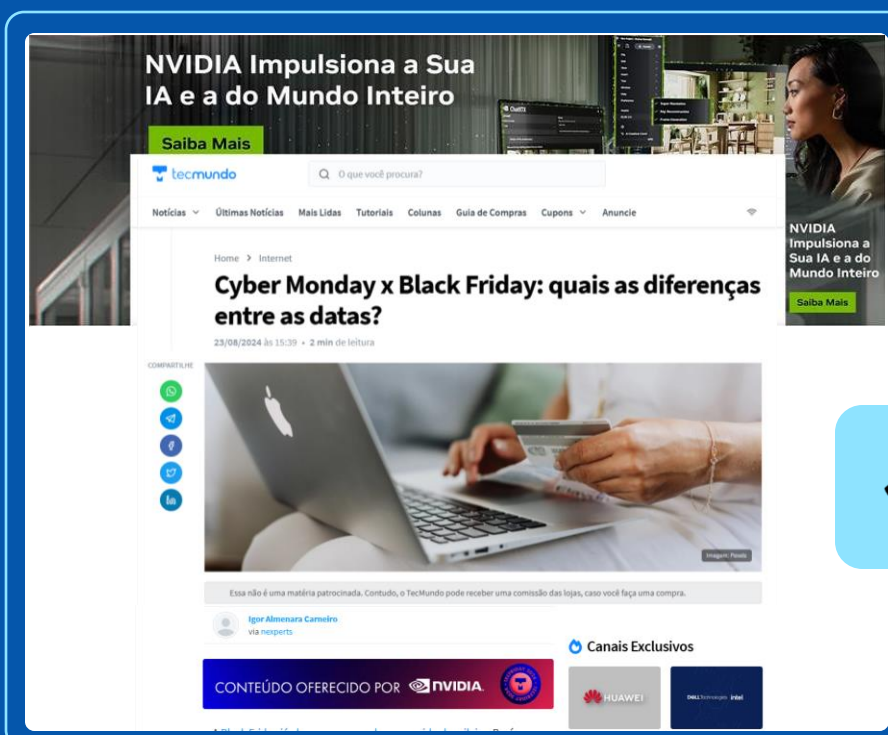 NVIDIA Impulsiona a Sua
IA e a do Mundo Inteiro
Saiba Mais
tecmundo
O que você procura?
Notícias
Últimas Notícias
Mais Lidas
Tutoriais
Colunas
Guia de Compras
Cupons
Anuncie
NVIDIA
Impulsiona a
Sua IA e a do
Mundo Inteiro
Saiba Mais
Home > Internet
Cyber Monday x Black Friday: quais as diferenças
entre as datas?
23/08/2024 às 15:39 • 2 min de leitura
COMPARTILHE
Imagem: Pexels
Essa não é uma matéria patrocinada. Contudo, o TecMundo pode receber uma comissão das lojas, caso você faça uma compra.
Igor Almenara Carneiro
via nexperts
Canais Exclusivos
CONTEÚDO OFERECIDO POR NVIDIA.
HUAWEI
DELL Technologies intel